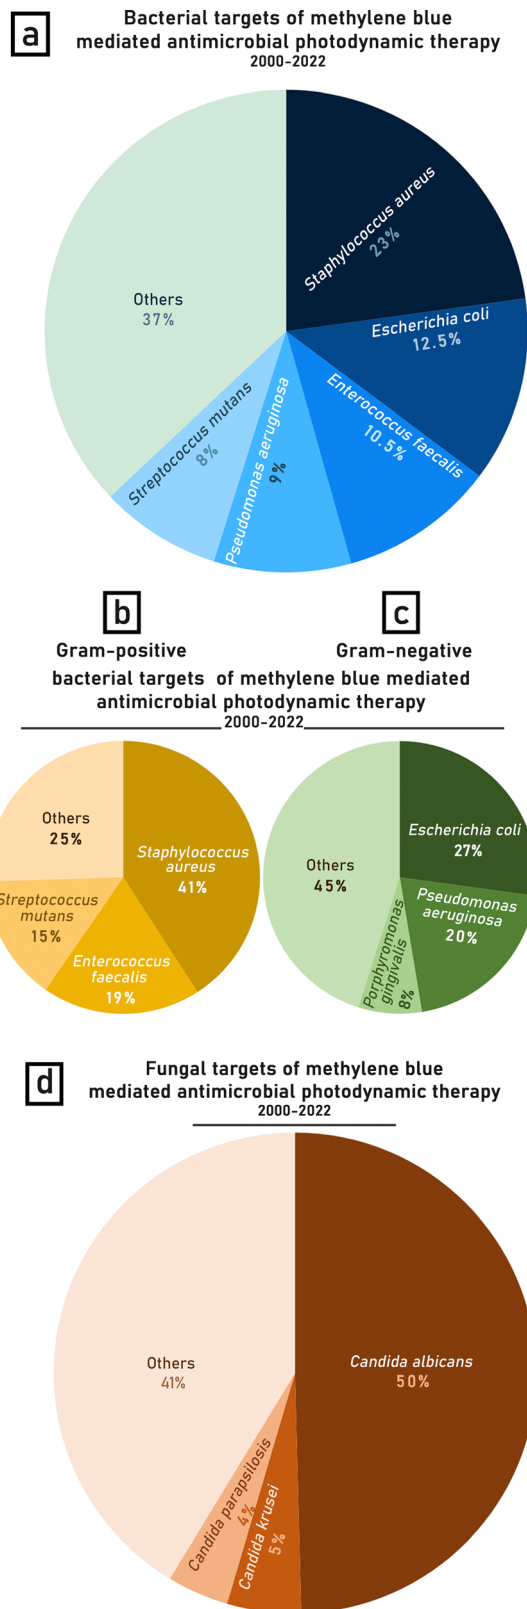 a
Bacterial targets of methylene blue
mediated antimicrobial photodynamic therapy
2000-2022
Staphylococcus aureus
23%
Escherichia coli
12.5%
Enterococcus faecalis
10.5%
Pseudomonas aeruginosa
9%
Streptococcus mutans
8%
Others
37%
b
c
Gram-positive
Gram-negative
bacterial targets of methylene blue mediated
antimicrobial photodynamic therapy
2000-2022
Others
25%
Staphylococcus
aureus
41%
Streptococcus
mutans
15%
Enterococcus
faecalis
19%
Escherichia coli
27%
Others
45%
Pseudomonas
aeruginosa
20%
Porphyromonas
gingivalis
8%
d
Fungal targets of methylene blue
mediated antimicrobial photodynamic therapy
2000-2022
Others
41%
Candida albicans
50%
Candida parapsilosis
4%
Candida krusei
5%